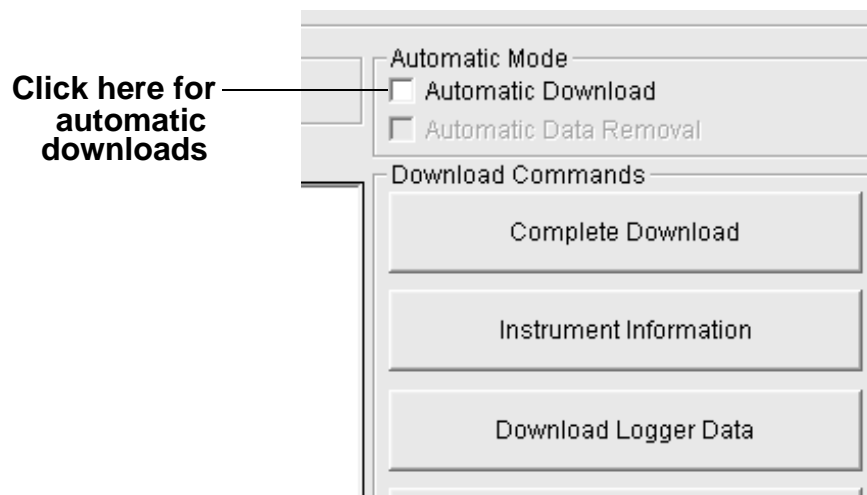 Click here for
automatic
downloads
Automatic Mode
Automatic Download
Automatic Data Removal
Download Commands
Complete Download
Instrument Information
Download Logger Data